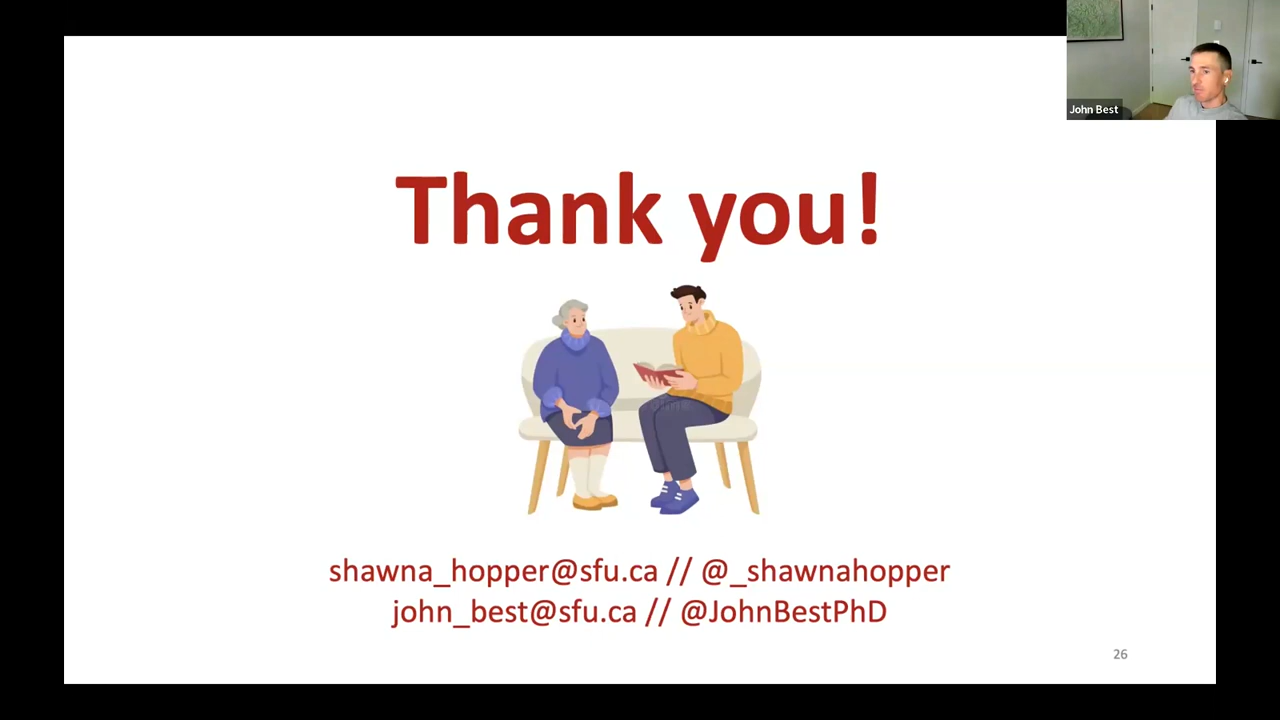 John Best
Thank you!
shawna_hopper@sfu.ca // @_shawnahopper
john_best@sfu.ca // @JohnBestPhD
26